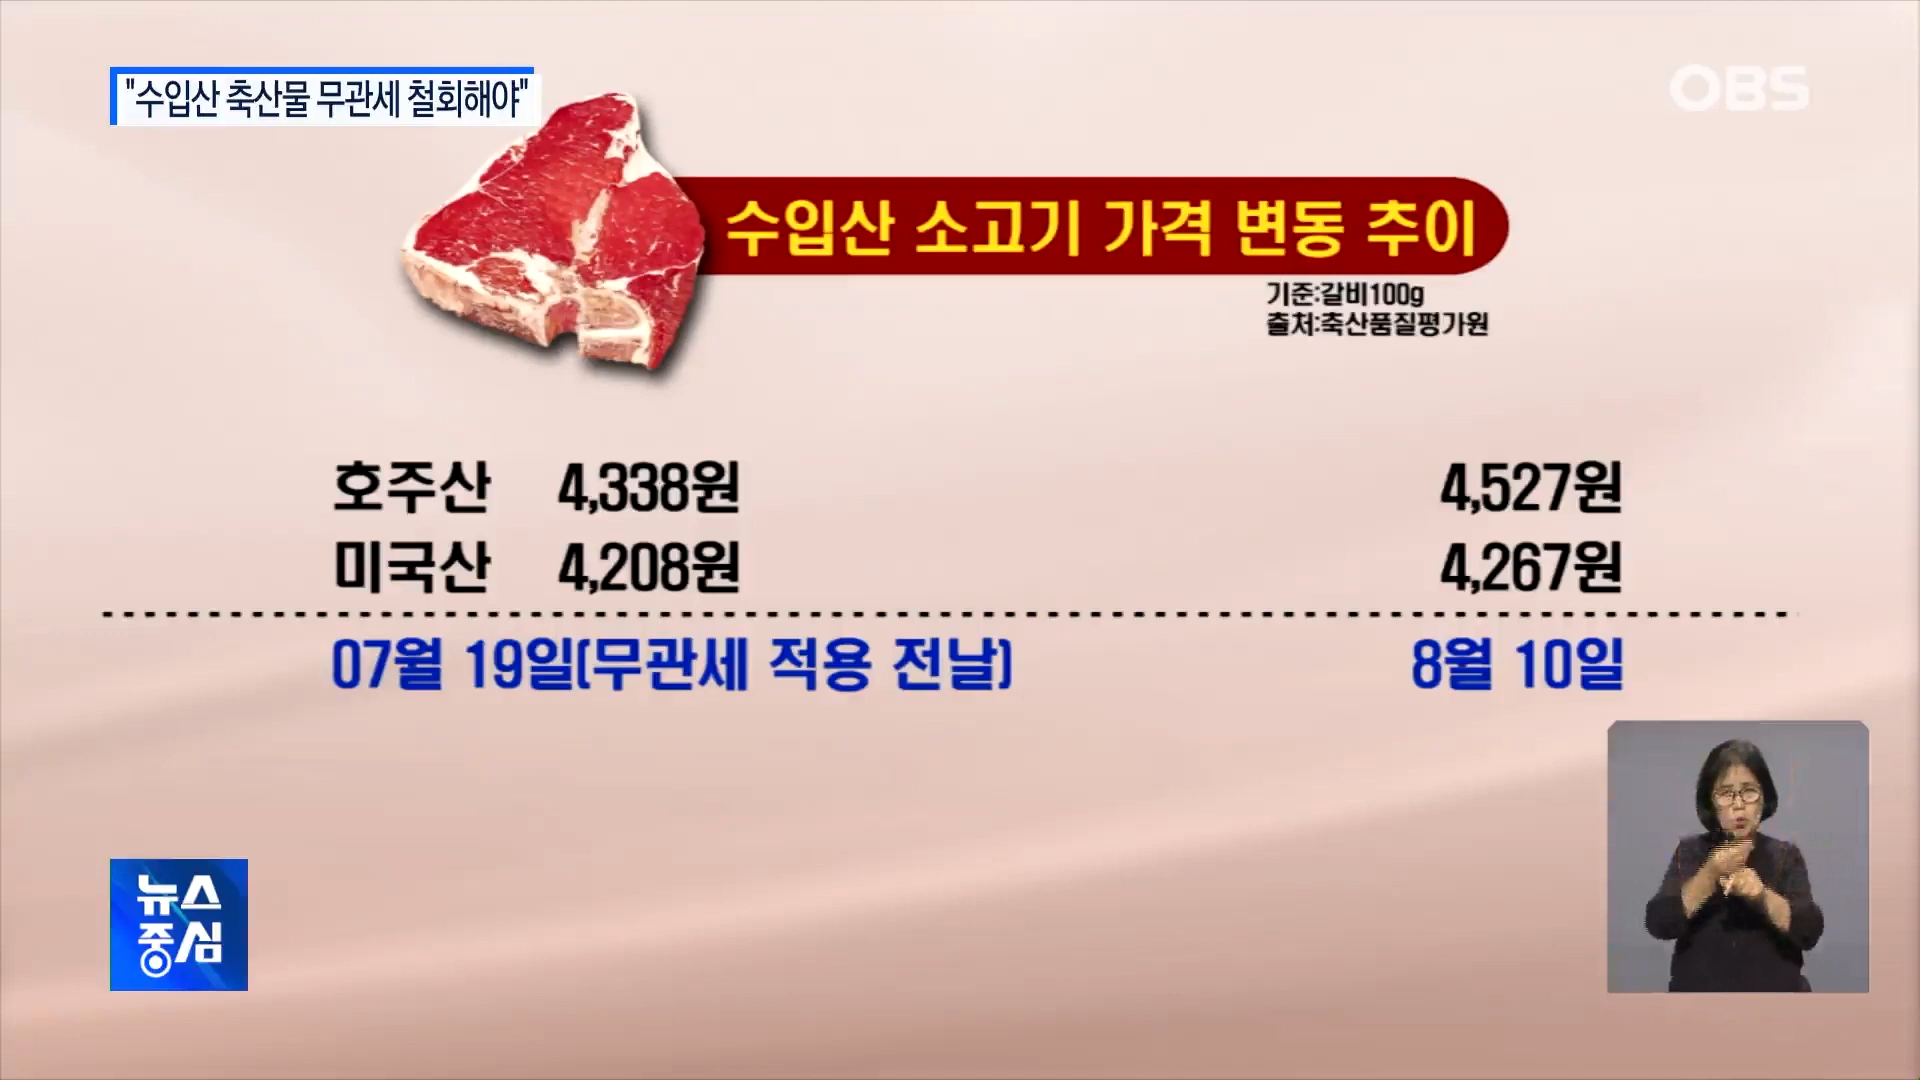 "수입산 축산물 무관세 철회해야"
OBS
수입산 소고기 가격 변동 추이
기준:갈비100g
출처:축산품질평가원
호주산 4,338원 4,527원
미국산 4,208원 4,267원
07월 19일(무관세 적용 전날) 8월 10일
뉴스
중심